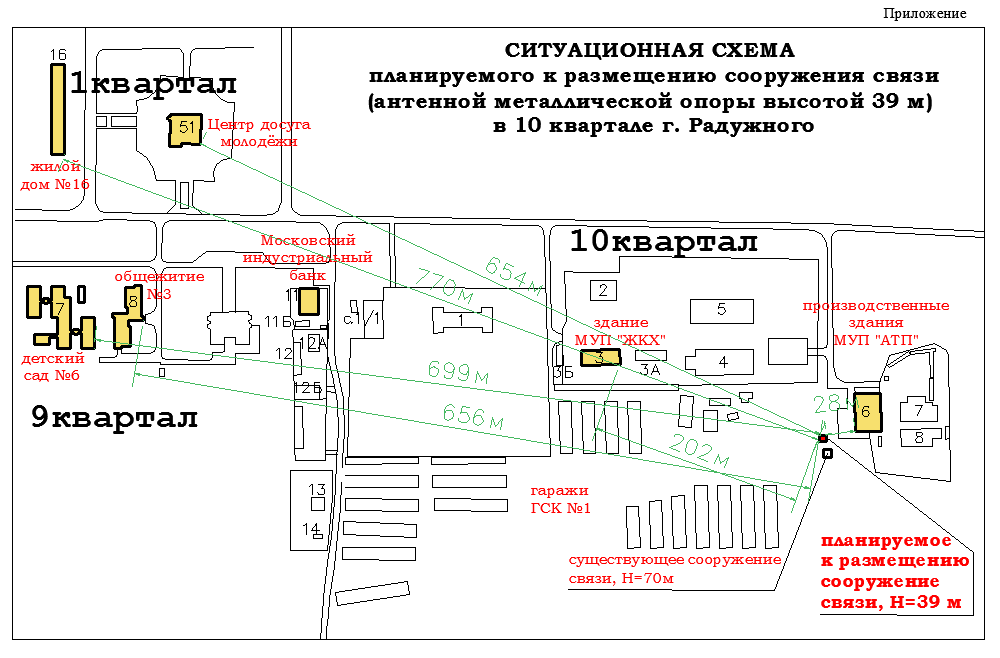 Приложение
СИТУАЦИОННАЯ СХЕМА
планируемого к размещению сооружения связи
(антенной металлической опоры высотой 39 м)
в 10 квартале г. Радужного
16
1квартал
51
Центр досуга
молодёжи
жилой
дом №16
10квартал
Московский
индустриальный
банк
общежитие
№3
654м
770м
7
8
11
11Б
12А
12
12Б
с.1/1
1
2
5
здание
МУП "ЖКХ"
3
3Б
3А
4
производственные
здания
МУП "АТП"
детский
сад №6
699м
656м
28м
6
7
8
9квартал
202м
13
14
гаражи
ГСК №1
существующее сооружение
связи, Н=70м
планируемое
к размещению
сооружение
связи, Н=39 м